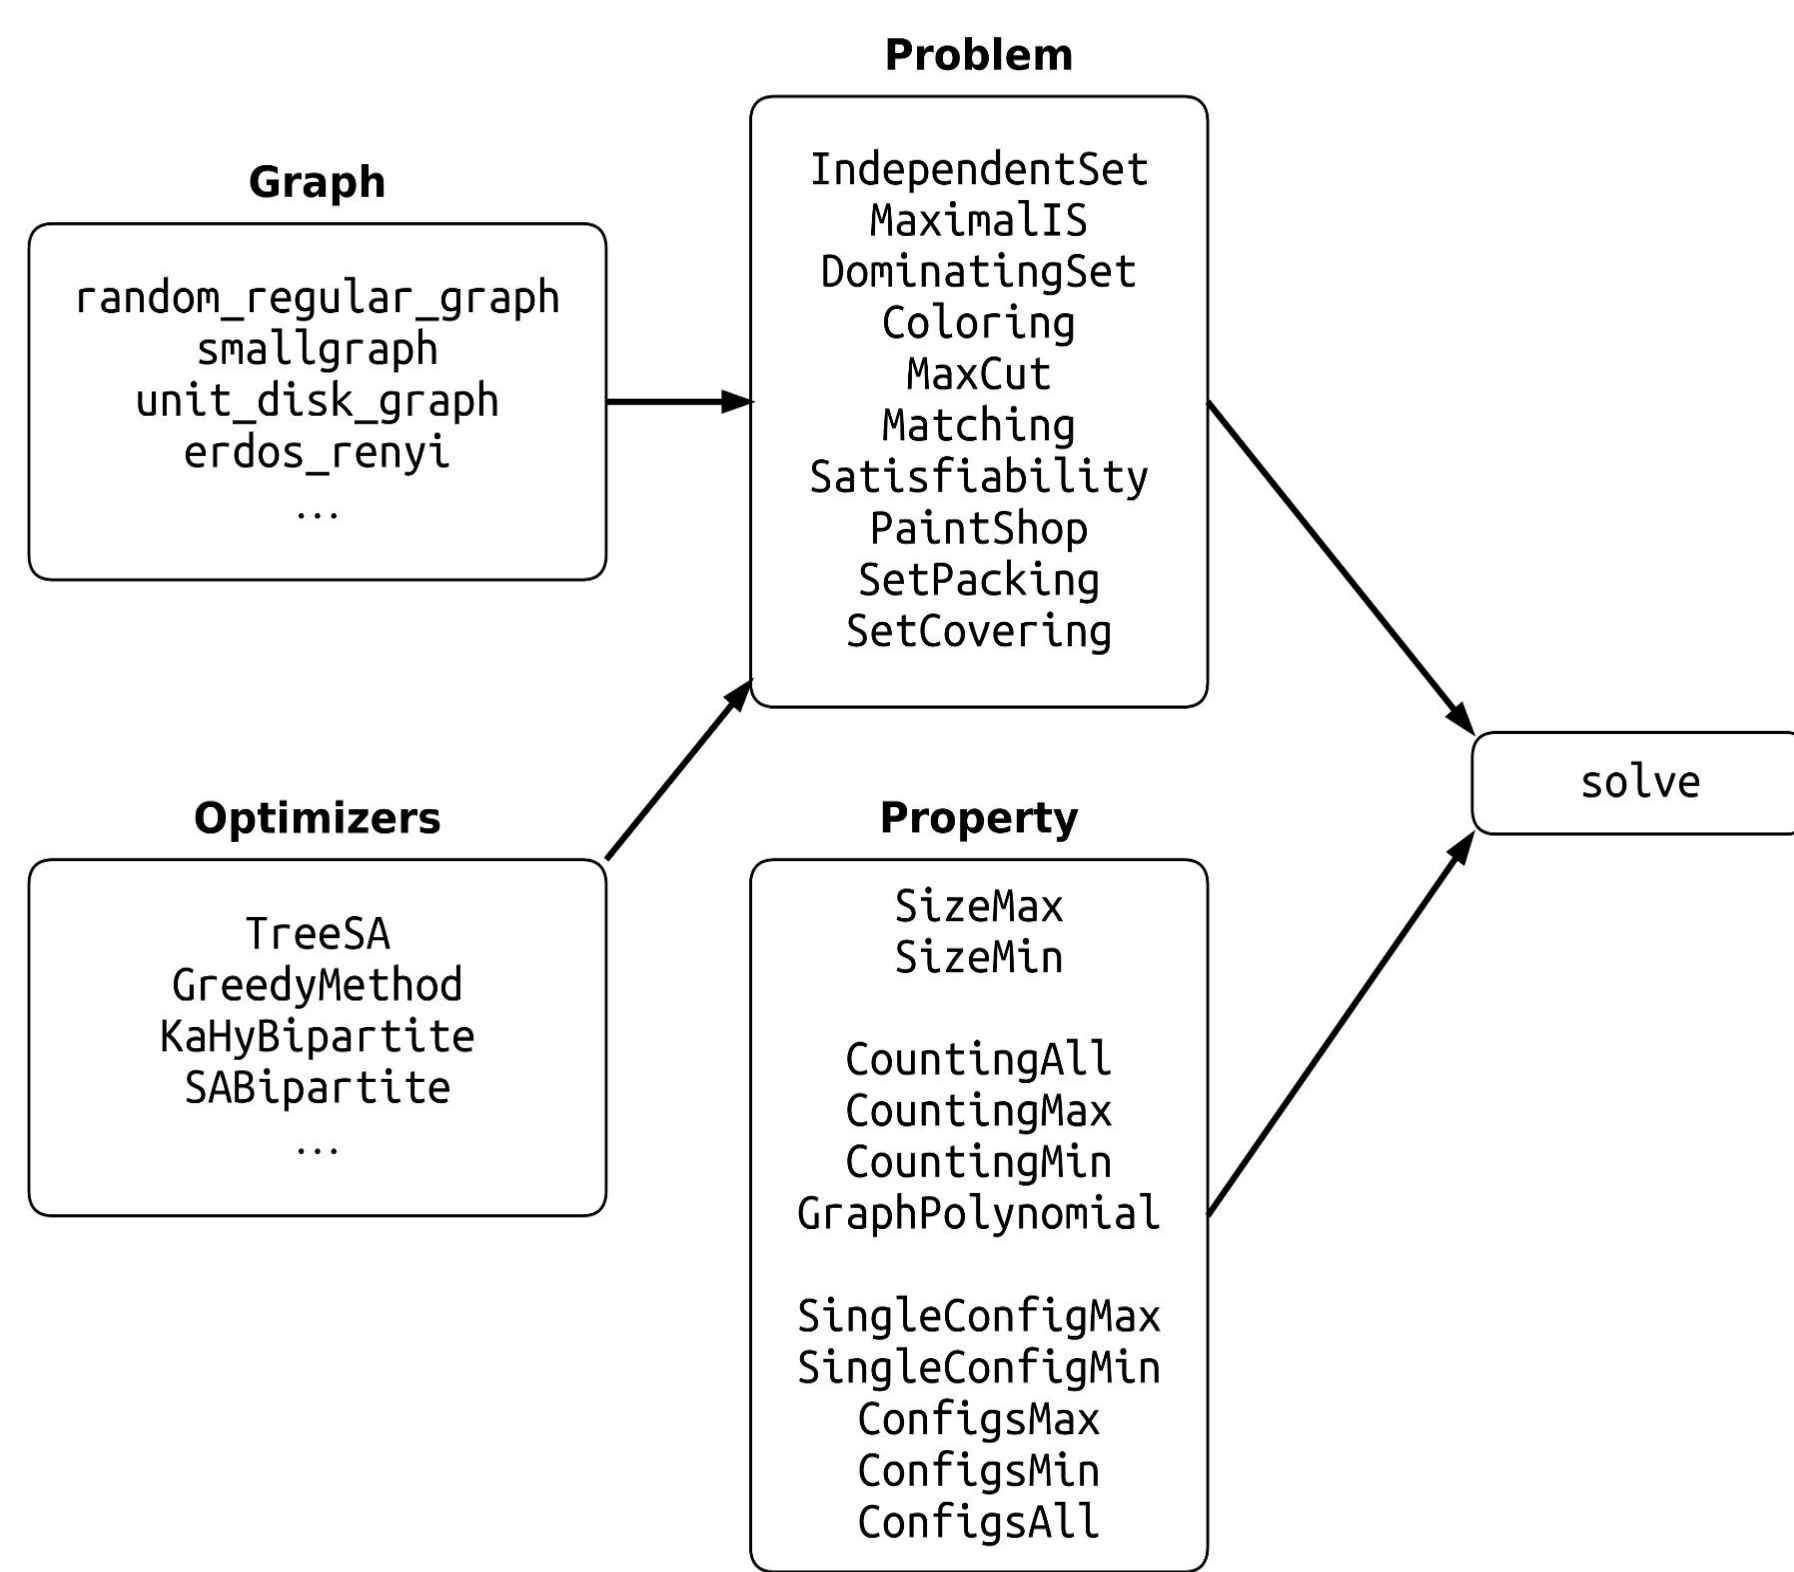 Graph
random_regular_graph
smallgraph
unit_disk_graph
erdos_renyi
...
Optimizers
TreeSA
GreedyMethod
KaHyBipartite
SABipartite
...
Problem
IndependentSet
MaximalIS
DominatingSet
Coloring
MaxCut
Matching
Satisfiability
PaintShop
SetPacking
SetCovering
Property
SizeMax
SizeMin
CountingAll
CountingMax
CountingMin
GraphPolynomial
SingleConfigMax
SingleConfigMin
ConfigsMax
ConfigsMin
ConfigsAll
solve